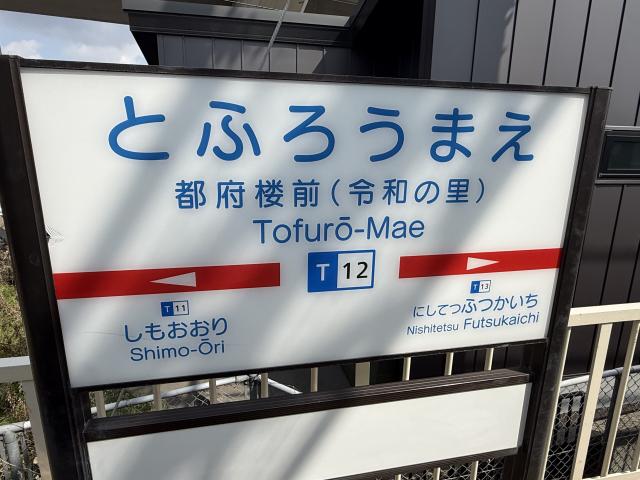 とふろうまえ
都府楼前(令和の里)
Tofurō-Mae
T 12
T 11
しもおおり
Shimo-Ōri
T 13
にしてつふつかいち
Nishitetsu Futsukaichi